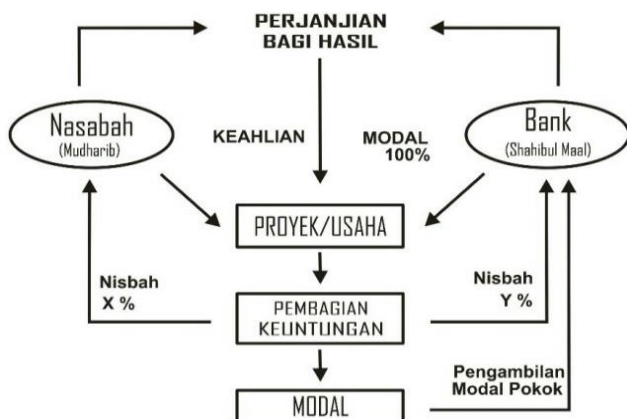 PERJANJIAN
BAGI HASIL
Nasabah
(Mudharib)
KEAHLIAN
MODAL
100%
Bank
(Shahibul Maal)
PROYEK/USAHA
Nisbah
X %
PEMBAGIAN
KEUNTUNGAN
Nisbah
Y %
MODAL
Pengambilan
Modal Pokok